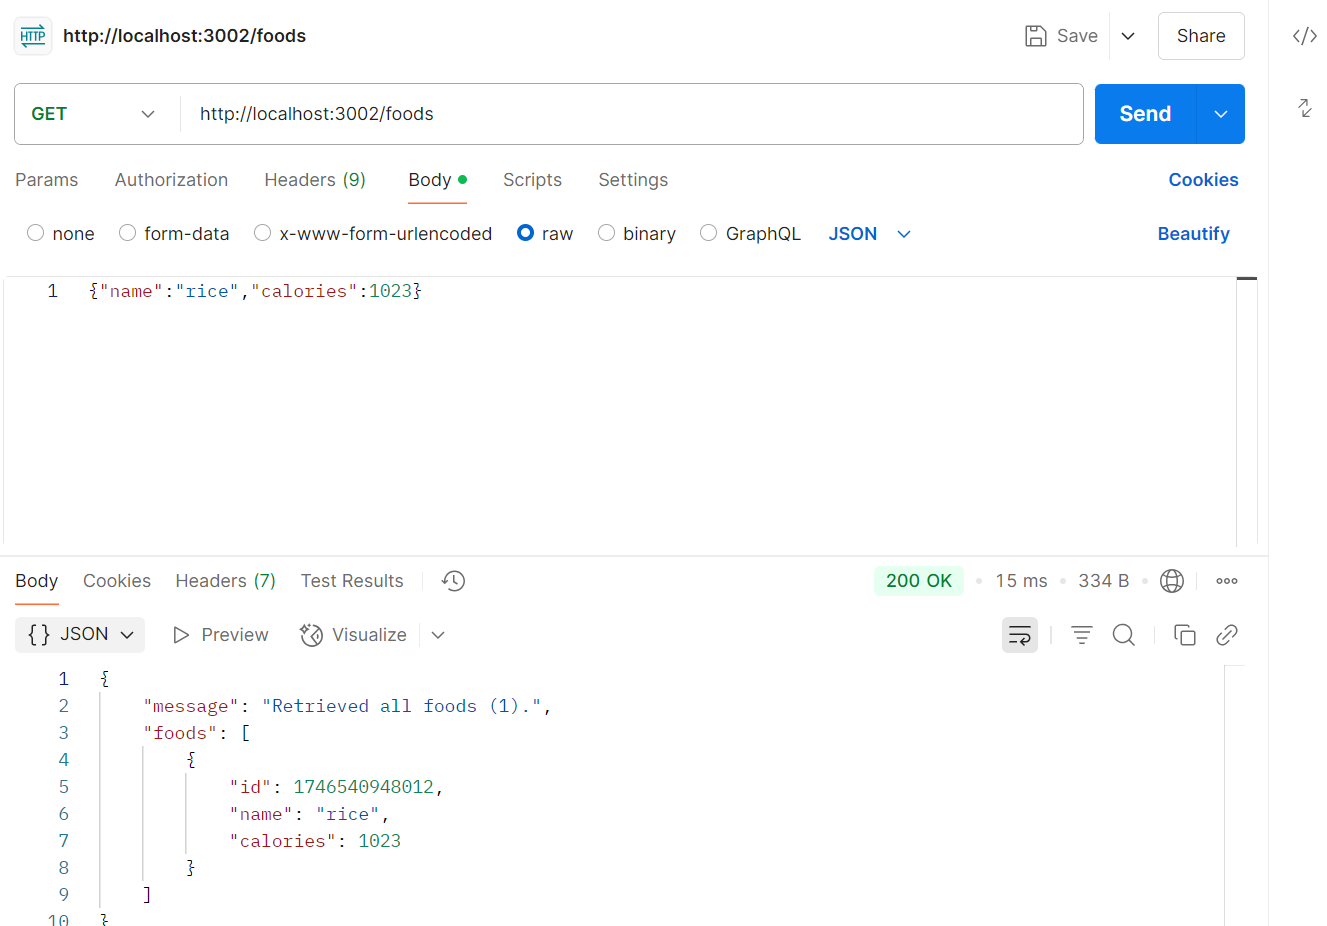 HTTP http://localhost:3002/foods Save Share
GET http://localhost:3002/foods Send
Params Authorization Headers (9) Body Scripts Settings Cookies
none form-data x-www-form-urlencoded raw binary GraphQL JSON Beautify
1 {"name":"rice","calories":1023}
Body Cookies Headers (7) Test Results 200 OK 15 ms 334 B
{} JSON Preview Visualize
1 {
2 "message": "Retrieved all foods (1).",
3 "foods": [
4 {
5 "id": 1746540948012,
6 "name": "rice",
7 "calories": 1023
8 }
9 ]
10 }